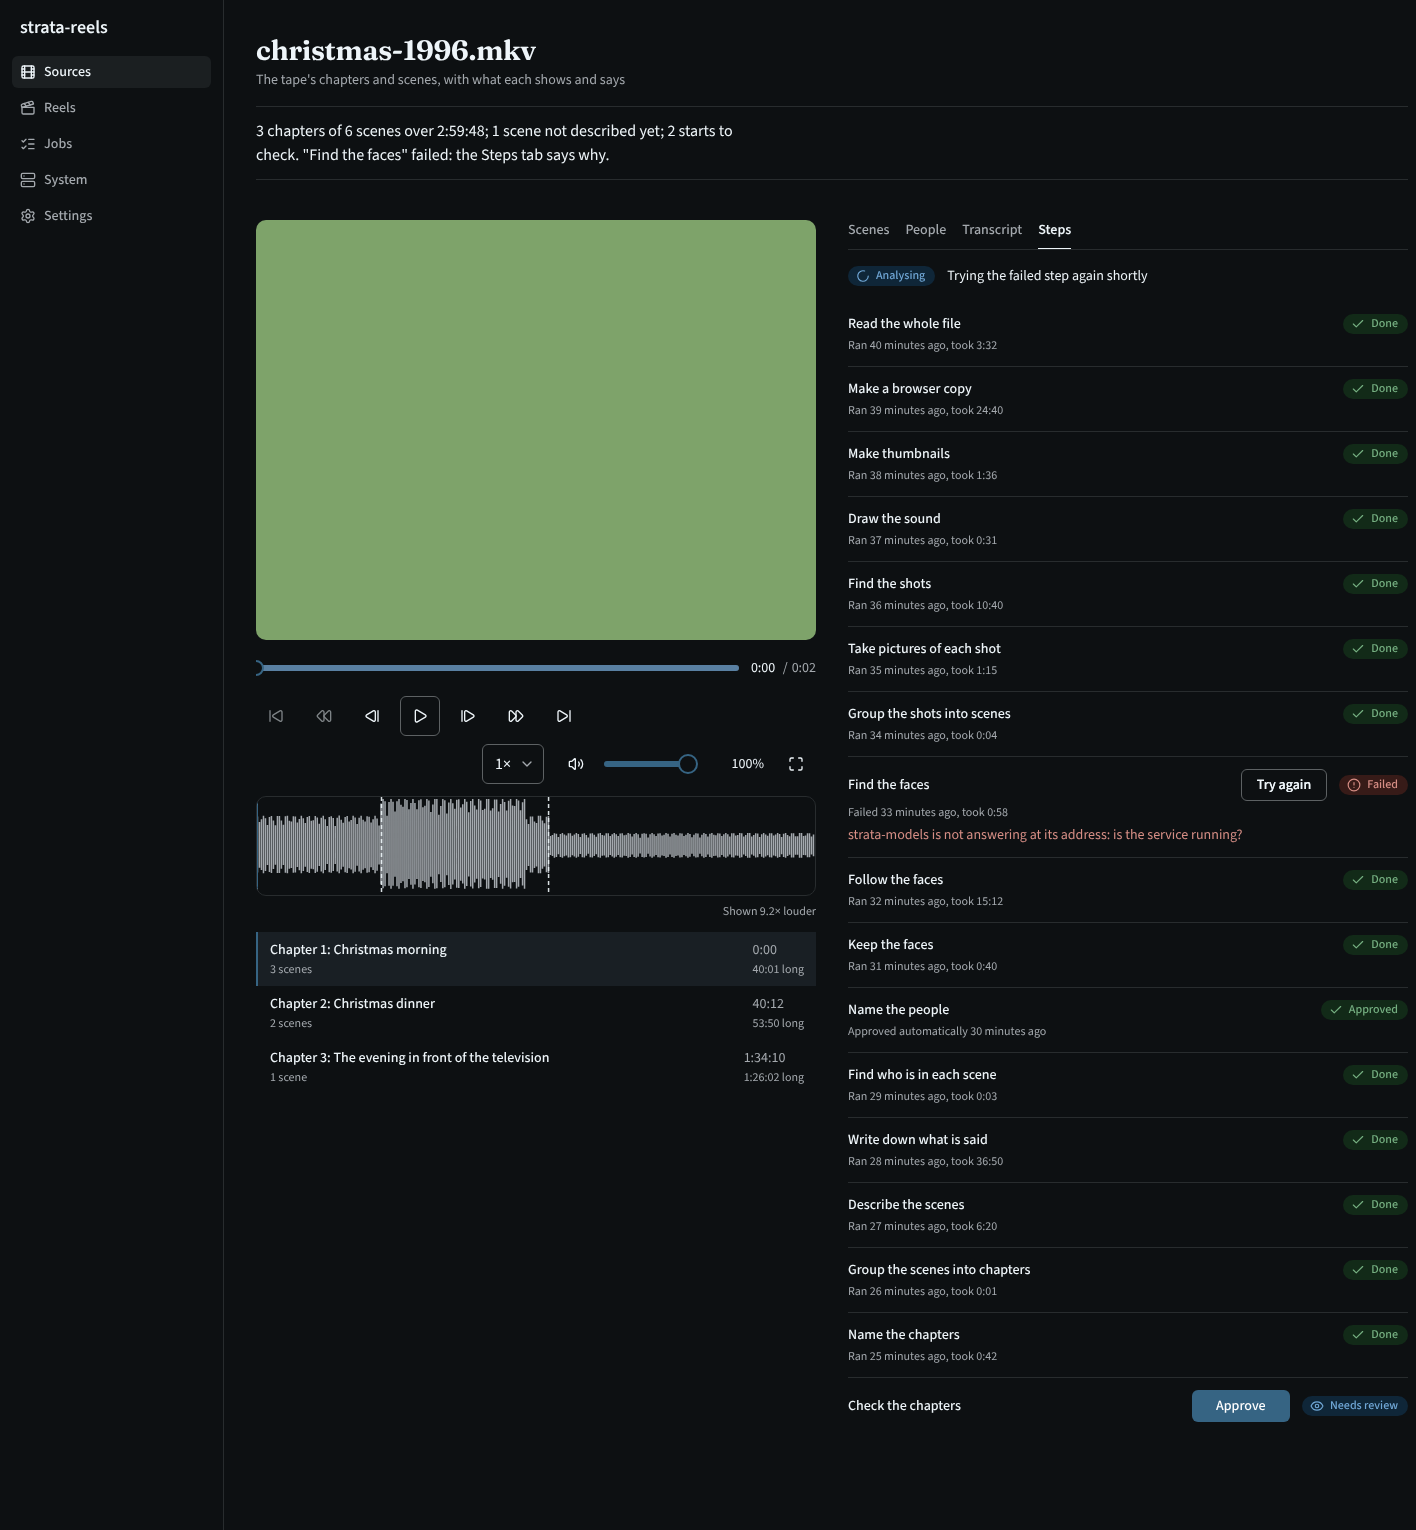 strata-reels
Sources
Reels
Jobs
System
Settings
christmas-1996.mkv
The tape's chapters and scenes, with what each shows and says
3 chapters of 6 scenes over 2:59:48; 1 scene not described yet; 2 starts to
check. "Find the faces" failed: the Steps tab says why.
0:00 / 0:02
1×
100%
Shown 9.2× louder
Chapter 1: Christmas morning 0:00
3 scenes 40:01 long
Chapter 2: Christmas dinner 40:12
2 scenes 53:50 long
Chapter 3: The evening in front of the television 1:34:10
1 scene 1:26:02 long
Scenes People Transcript Steps
Analysing Trying the failed step again shortly
Read the whole file Done
Ran 40 minutes ago, took 3:32
Make a browser copy Done
Ran 39 minutes ago, took 24:40
Make thumbnails Done
Ran 38 minutes ago, took 1:36
Draw the sound Done
Ran 37 minutes ago, took 0:31
Find the shots Done
Ran 36 minutes ago, took 10:40
Take pictures of each shot Done
Ran 35 minutes ago, took 1:15
Group the shots into scenes Done
Ran 34 minutes ago, took 0:04
Find the faces Try again Failed
Failed 33 minutes ago, took 0:58
strata-models is not answering at its address: is the service running?
Follow the faces Done
Ran 32 minutes ago, took 15:12
Keep the faces Done
Ran 31 minutes ago, took 0:40
Name the people Approved
Approved automatically 30 minutes ago
Find who is in each scene Done
Ran 29 minutes ago, took 0:03
Write down what is said Done
Ran 28 minutes ago, took 36:50
Describe the scenes Done
Ran 27 minutes ago, took 6:20
Group the scenes into chapters Done
Ran 26 minutes ago, took 0:01
Name the chapters Done
Ran 25 minutes ago, took 0:42
Check the chapters Approve Needs review